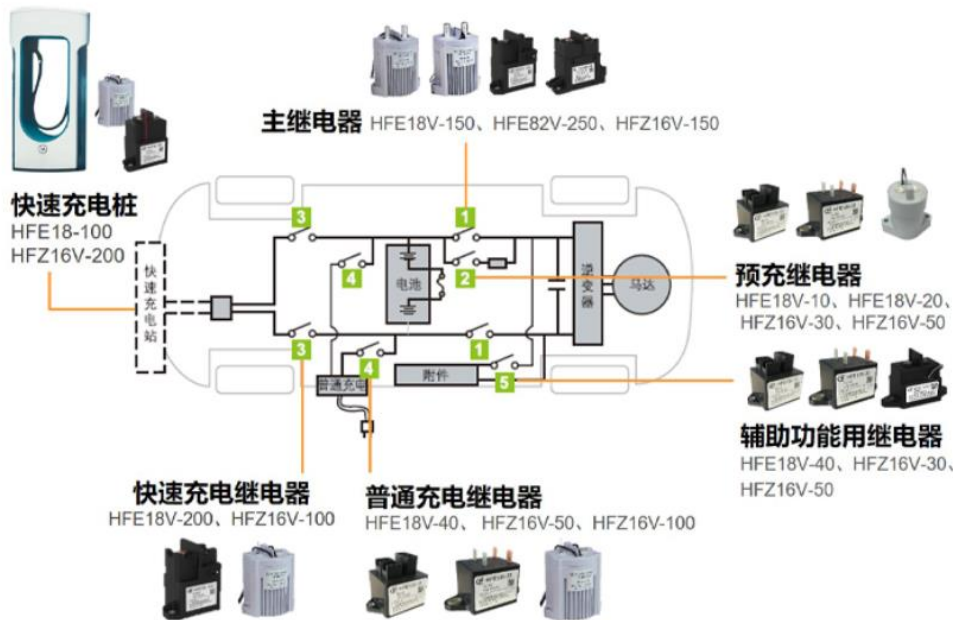 主继电器 HFE18V-150、HFE82V-250、HFZ16V-150
快速充电桩
HFE18-100
HFZ16V-200
快速充电站
3
1
4
2
电池
逆变器
马达
3
4
1
5
普通充电
附件
预充继电器
HFE18V-10、HFE18V-20、
HFZ16V-30、HFZ16V-50
辅助功能用继电器
HFE18V-40、HFZ16V-30、
HFZ16V-50
快速充电继电器
HFE18V-200、HFZ16V-100
普通充电继电器
HFE18V-40、 HFZ16V-50、HFZ16V-100